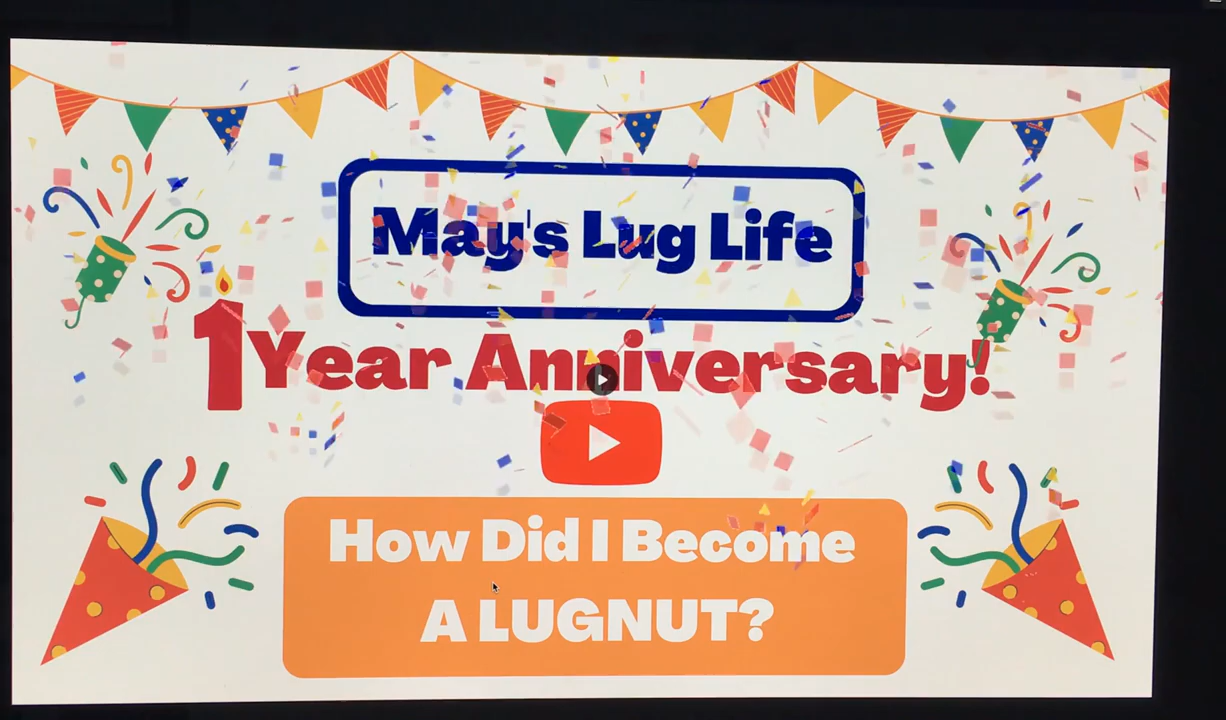 May's Lug Life
1 Year Anniversary!
How Did I Become
A LUGNUT?